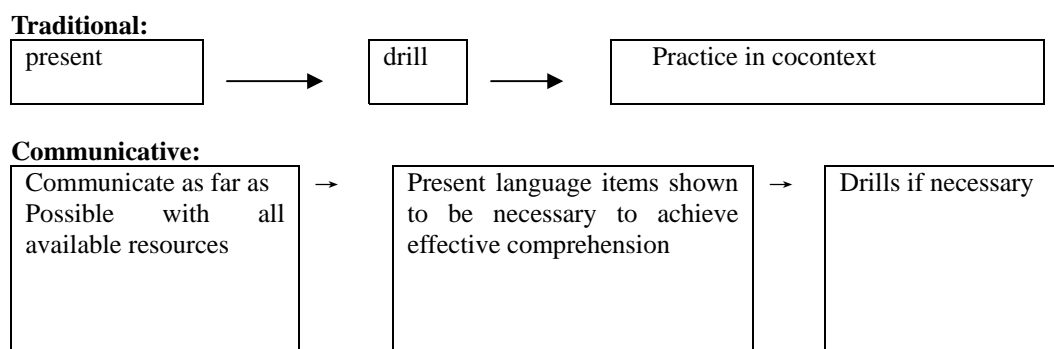 Traditional:
present
drill
Practice in cocontext
Communicative:
Communicate as far as
Possible with all
available resources
Present language items shown
to be necessary to achieve
effective comprehension
Drills if necessary